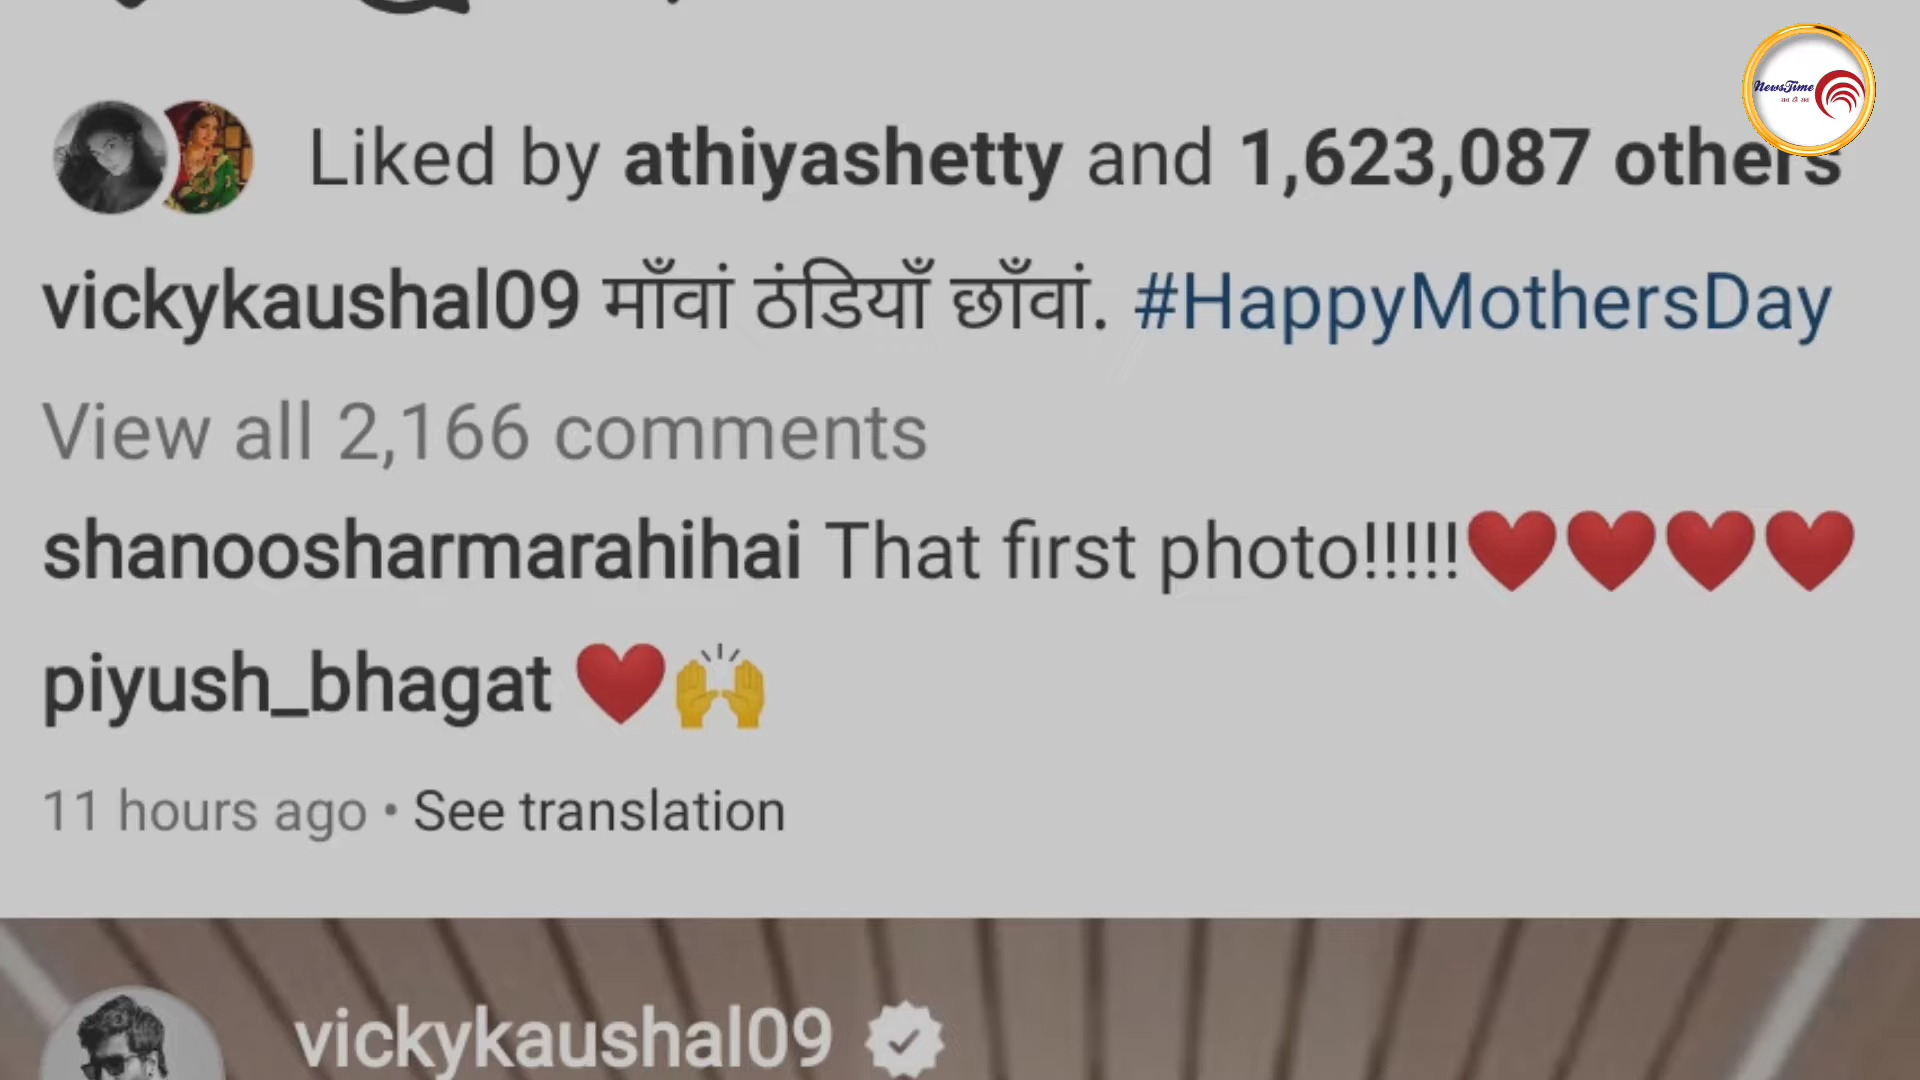 NewsTime
Liked by athiyashetty and 1,623,087 others
vickykaushal09 माँवां ठंडियाँ छाँवां. #HappyMothersDay
View all 2,166 comments
shanoosharmarahihai That first photo!!!!!❤️❤️❤️❤️
piyush_bhagat ❤️🙌
11 hours ago • See translation
vickykaushal09